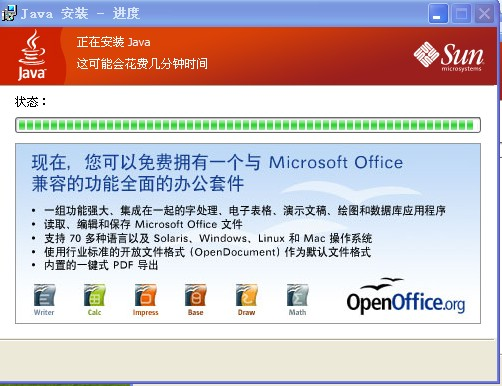 Java 安装 - 进度
正在安装 Java
这可能会花费几分钟时间
Java
Sun
microsystems
状态：
现在，您可以免费拥有一个与 Microsoft Office
兼容的功能全面的办公套件
• 一组功能强大、集成在一起的字处理、电子表格、演示文稿、绘图和数据库应用程序
• 读取、编辑和保存 Microsoft Office 文件
• 支持 70 多种语言以及 Solaris、Windows、Linux 和 Mac 操作系统
• 使用行业标准的开放文件格式 (OpenDocument) 作为默认文件格式
• 内置的一键式 PDF 导出
Writer Calc Impress Base Draw Math
OpenOffice.org